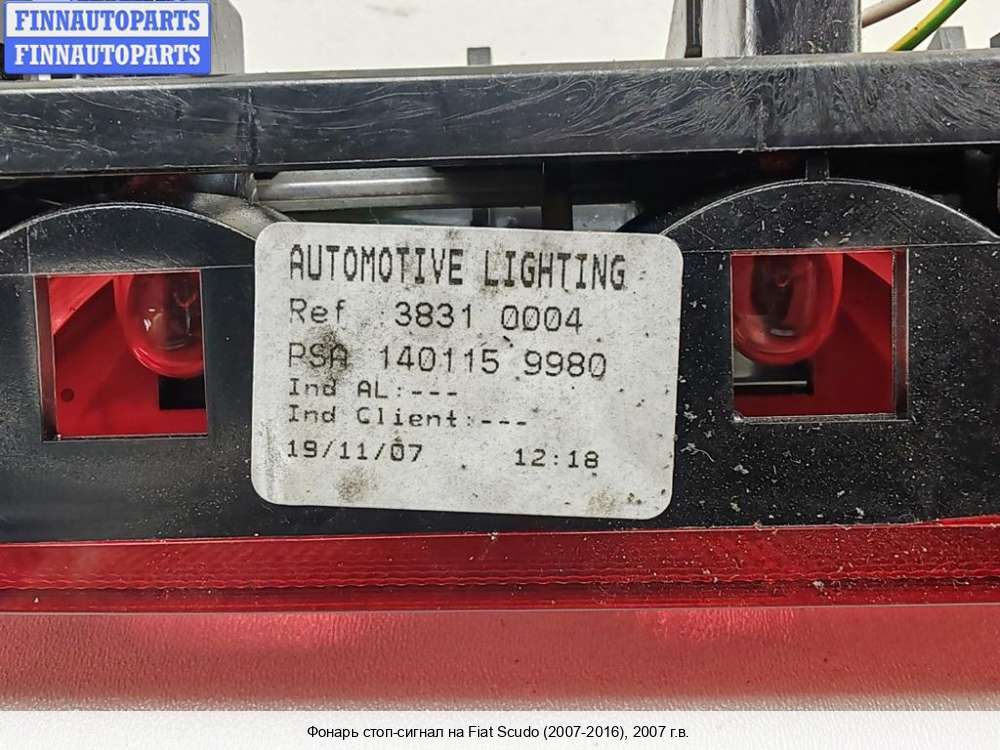 FINNAUTOPARTS
FINNAUTOPARTS
AUTOMOTIVE LIGHTING
Ref :3831 0004
PSA 140115 9980
Ind AL:---
Ind Client:---
19/11/07 12:18
Фонарь стоп-сигнал на Fiat Scudo (2007-2016), 2007 г.в.